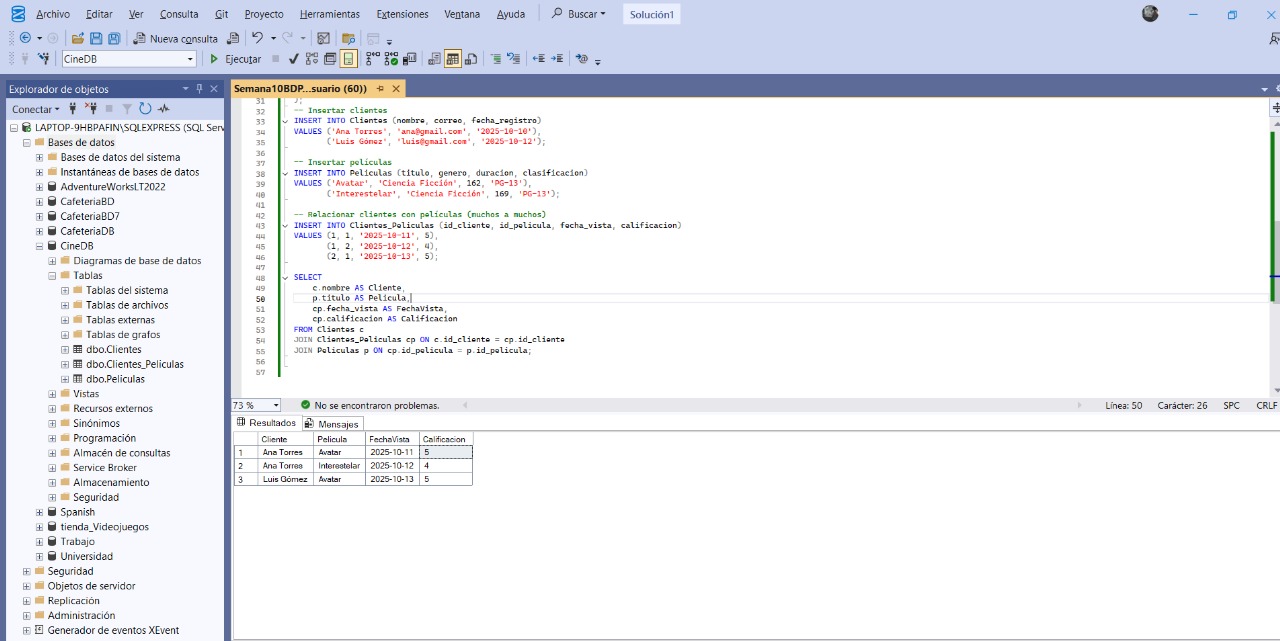 Archivo Editar Ver Consulta Git Proyecto Herramientas Extensiones Ventana Ayuda Buscar Solución1
Nueva consulta
CineDB Ejecutar
Explorador de objetos
Conectar
LAPTOP-9HBPAHIN\SQLEXPRESS (SQL Serv
Bases de datos
Bases de datos del sistema
Instantáneas de base de datos
AdventureWorksLT2022
CafeteriaBD
CafeteriaBD7
CafeteriaDB
CineDB
Diagramas de base de datos
Tablas
Tablas del sistema
Tablas de archivos
Tablas externas
Tablas de grafos
dbo.Clientes
dbo.Clientes_Peliculas
dbo.Peliculas
Vistas
Recursos externos
Sinónimos
Programación
Almacén de consultas
Service Broker
Almacenamiento
Seguridad
Spanish
tienda_Videojuegos
Trabajo
Universidad
Seguridad
Objetos de servidor
Replicación
Administración
Generador de eventos XEvent
Semana10BDP...suario (60))
31 );
32 -- Insertar clientes
33 INSERT INTO Clientes (nombre, correo, fecha_registro)
34 VALUES ('Ana Torres', 'ana@gmail.com', '2025-10-10'),
35 ('Luis Gómez', 'luis@gmail.com', '2025-10-12');
36
37 -- Insertar películas
38 INSERT INTO Peliculas (titulo, genero, duracion, clasificacion)
39 VALUES ('Avatar', 'Ciencia Ficción', 162, 'PG-13'),
40 ('Interestelar', 'Ciencia Ficción', 169, 'PG-13');
41
42 -- Relacionar clientes con películas (muchos a muchos)
43 INSERT INTO Clientes_Peliculas (id_cliente, id_pelicula, fecha_vista, calificacion)
44 VALUES (1, 1, '2025-10-11', 5),
45 (1, 2, '2025-10-12', 4),
46 (2, 1, '2025-10-13', 5);
47
48 SELECT
49 c.nombre AS Cliente,
50 p.titulo AS Pelicula,
51 cp.fecha_vista AS FechaVista,
52 cp.calificacion AS Calificacion
53 FROM Clientes c
54 JOIN Clientes_Peliculas cp ON c.id_cliente = cp.id_cliente
55 JOIN Peliculas p ON cp.id_pelicula = p.id_pelicula;
56
57
73 % No se encontraron problemas. Línea: 50 Carácter: 26 SPC CRLF
Resultados Mensajes
Cliente Pelicula FechaVista Calificacion
1 Ana Torres Avatar 2025-10-11 5
2 Ana Torres Interestelar 2025-10-12 4
3 Luis Gómez Avatar 2025-10-13 5